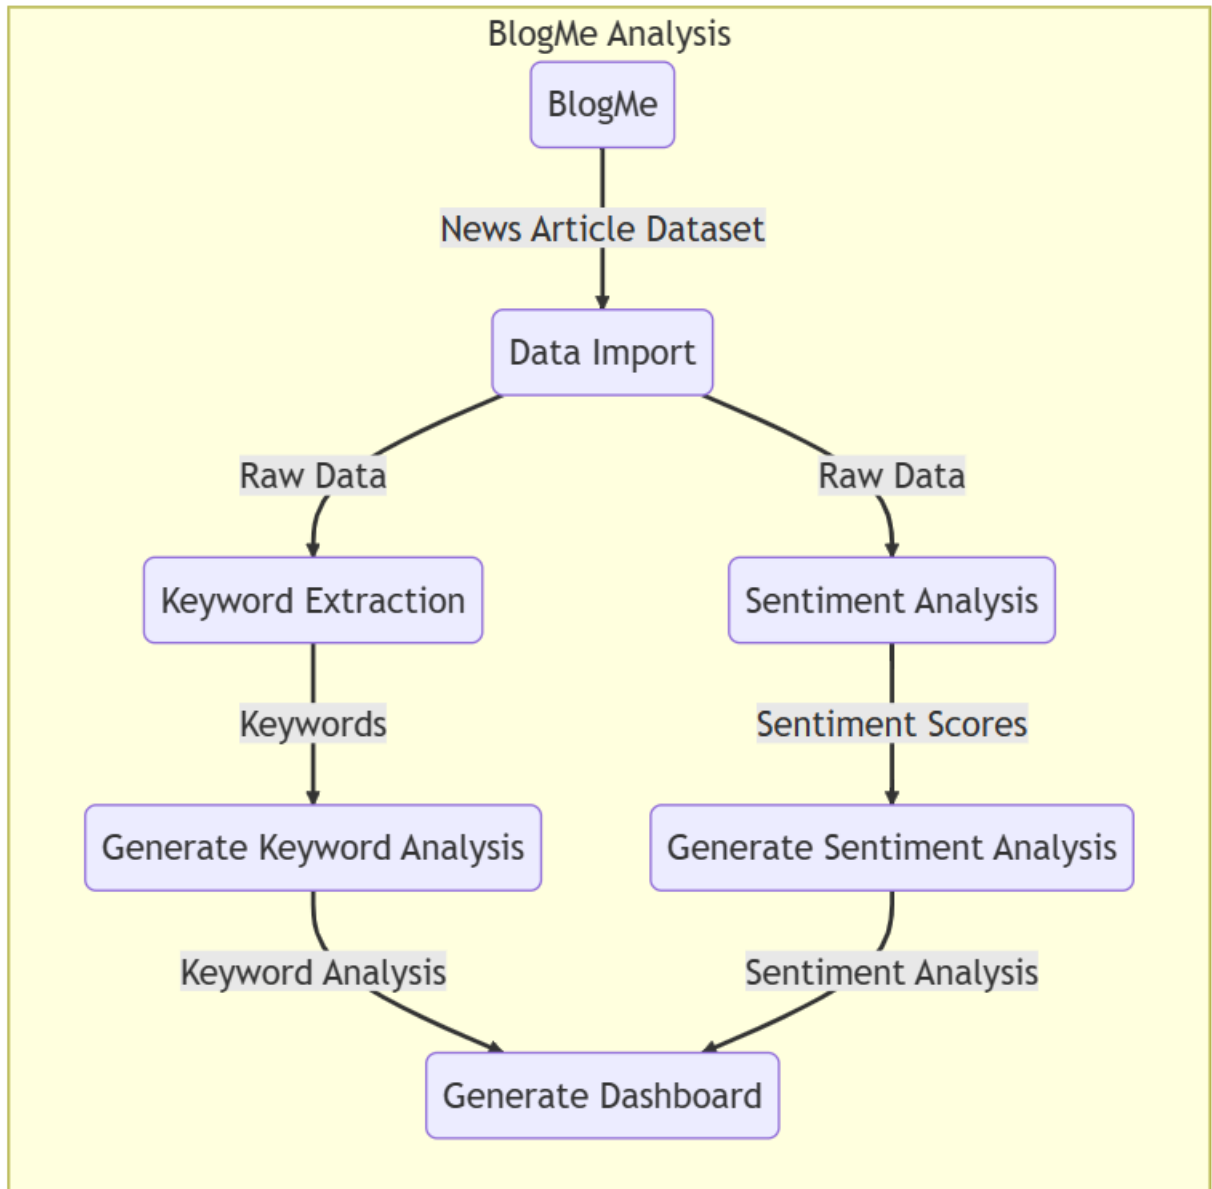 BlogMe Analysis
BlogMe
News Article Dataset
Data Import
Raw Data
Raw Data
Keyword Extraction
Sentiment Analysis
Keywords
Sentiment Scores
Generate Keyword Analysis
Generate Sentiment Analysis
Keyword Analysis
Sentiment Analysis
Generate Dashboard